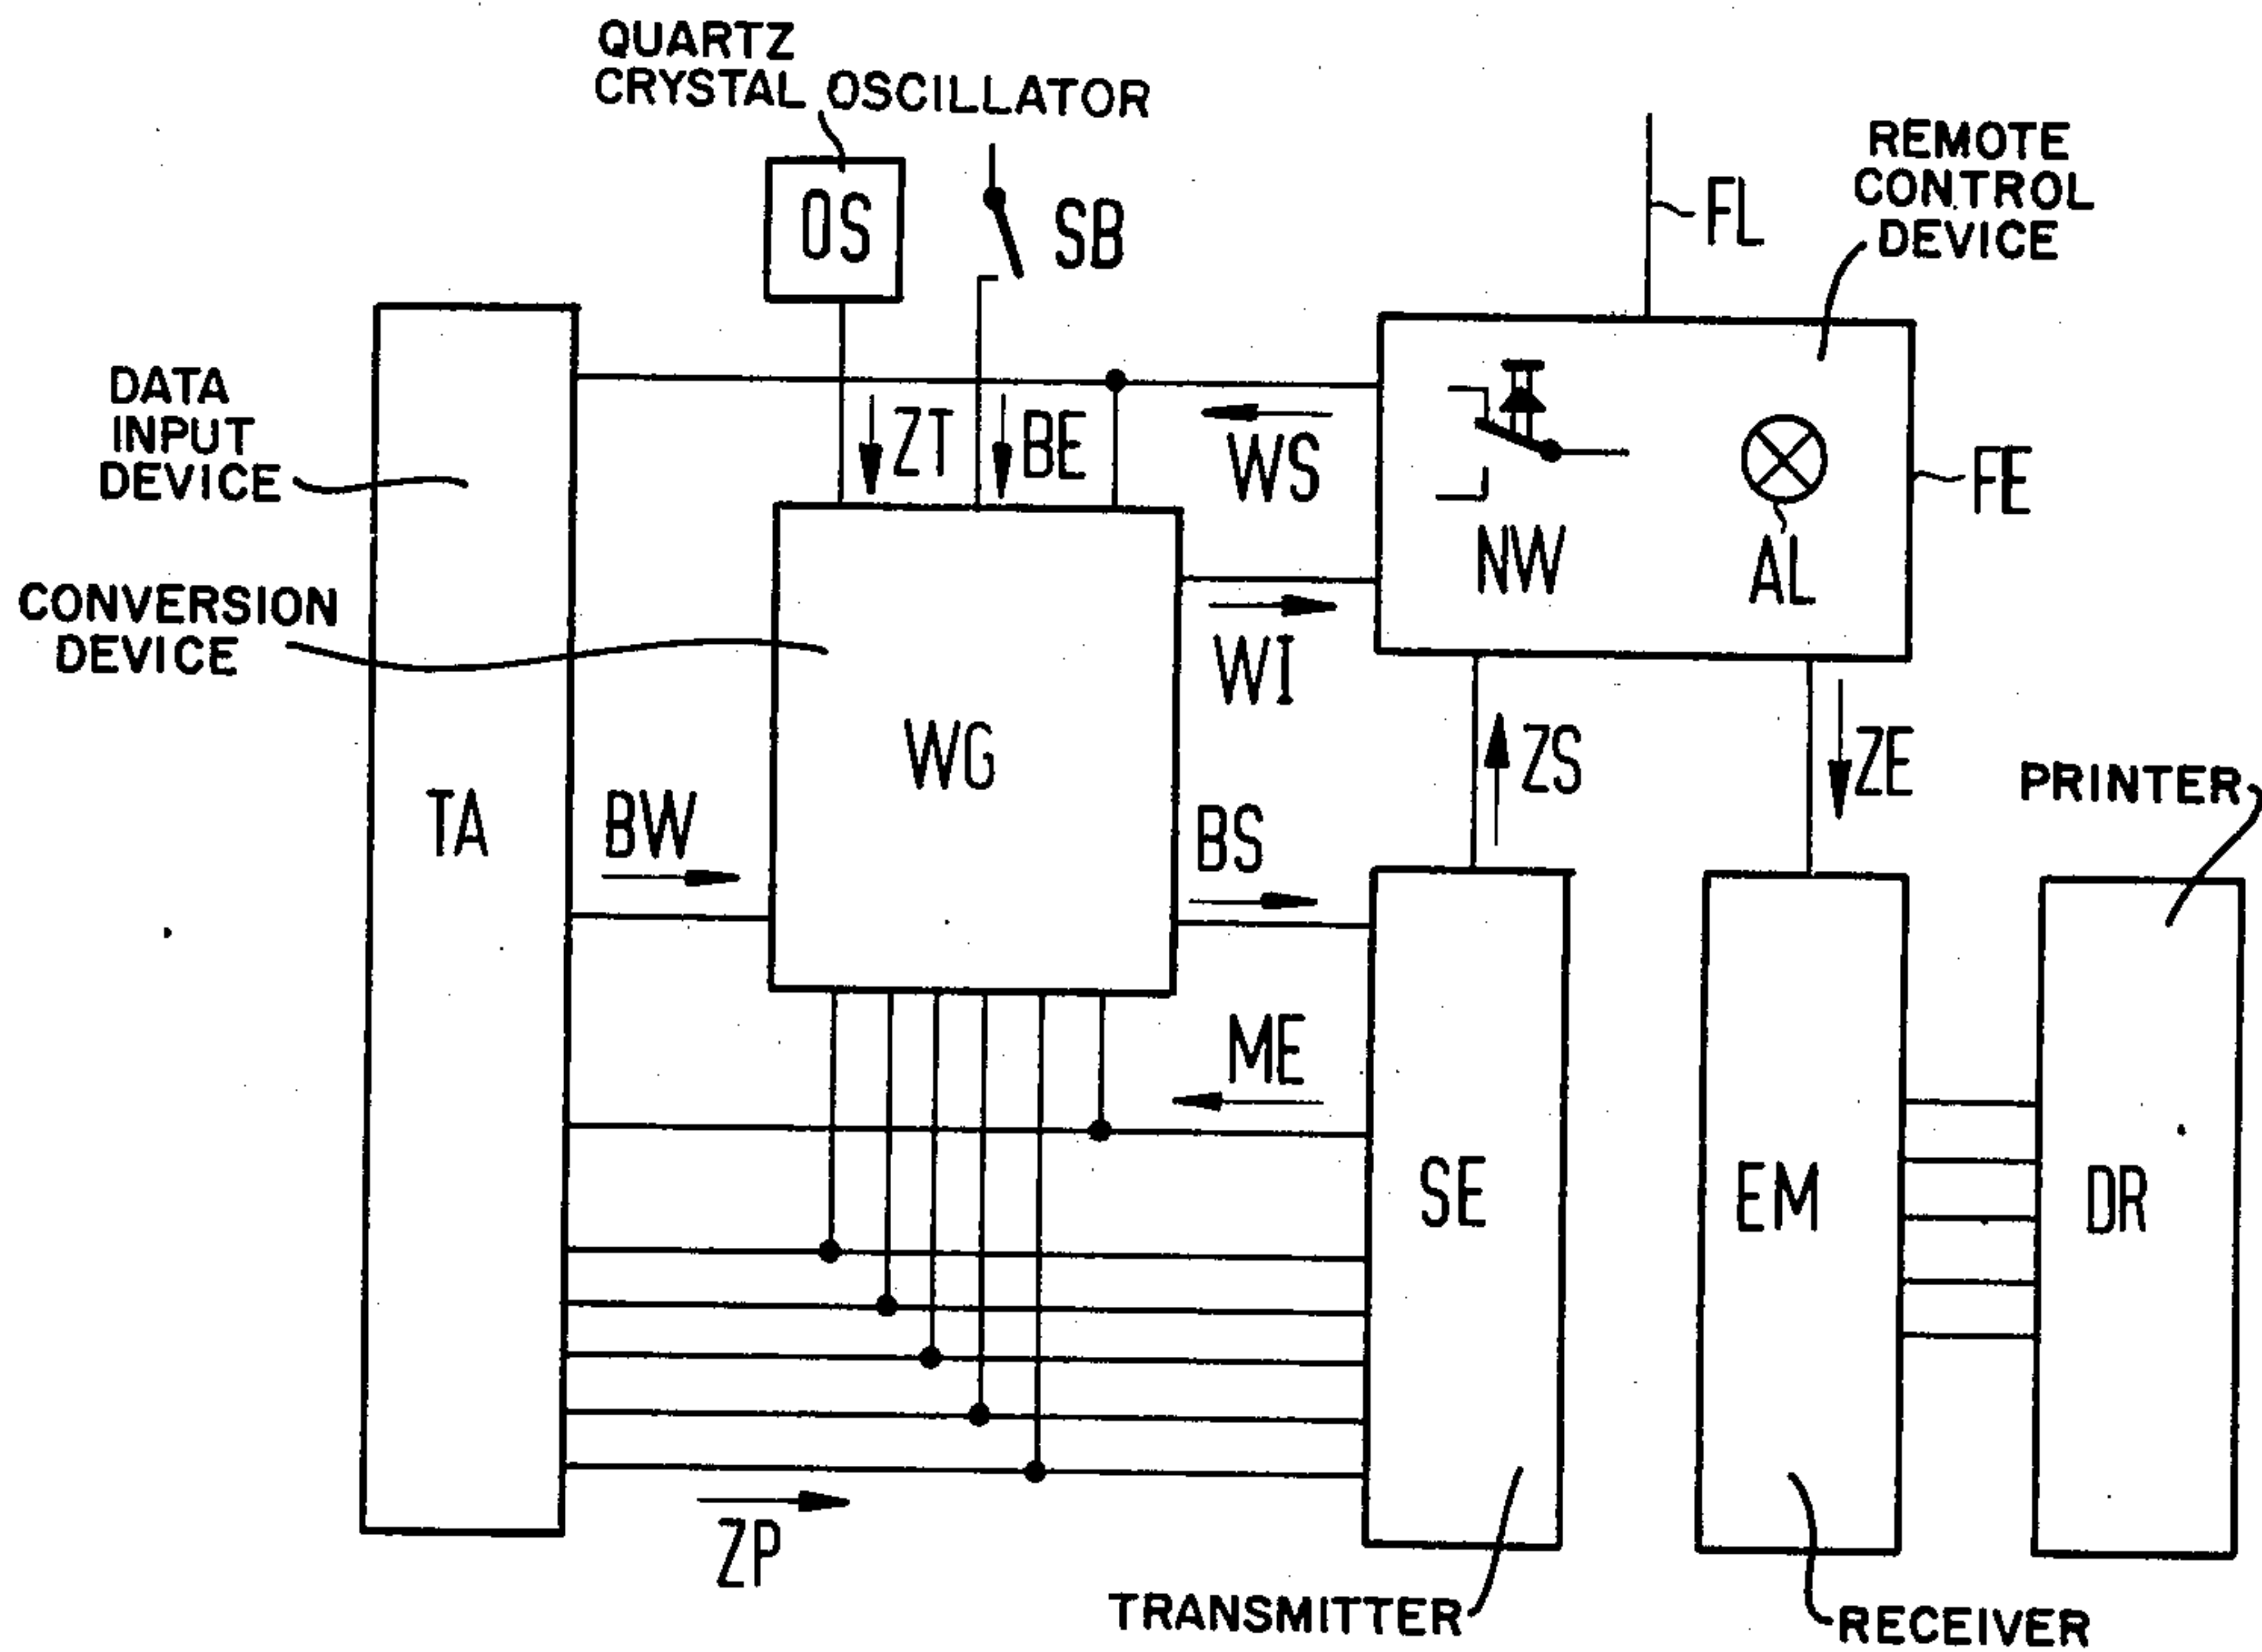 QUARTZ
CRYSTAL OSCILLATOR
OS
SB
FL
REMOTE
CONTROL
DEVICE
DATA
INPUT
DEVICE
ZT
BE
WS
FE
NW
AL
CONVERSION
DEVICE
WI
WG
TA
BW
BS
ZS
ZE
PRINTER
ME
SE
EM
DR
ZP
TRANSMITTER
RECEIVER